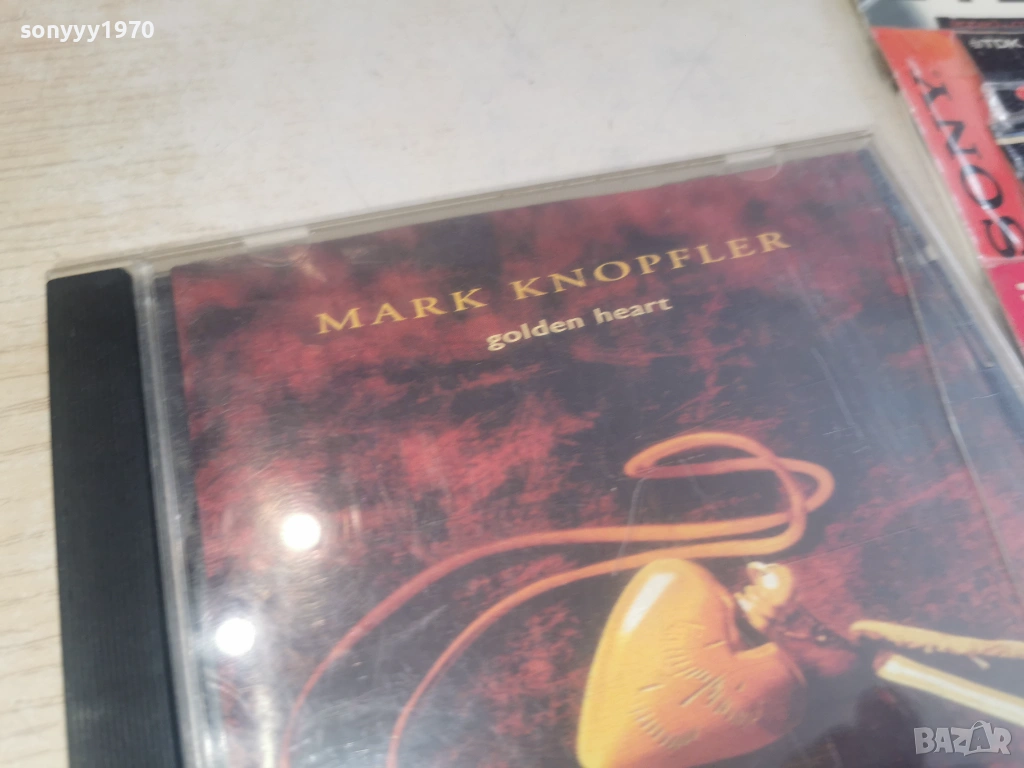 sonyyy1970
TDK
SONY
MARK KNOPFLER
golden heart
BAZAR